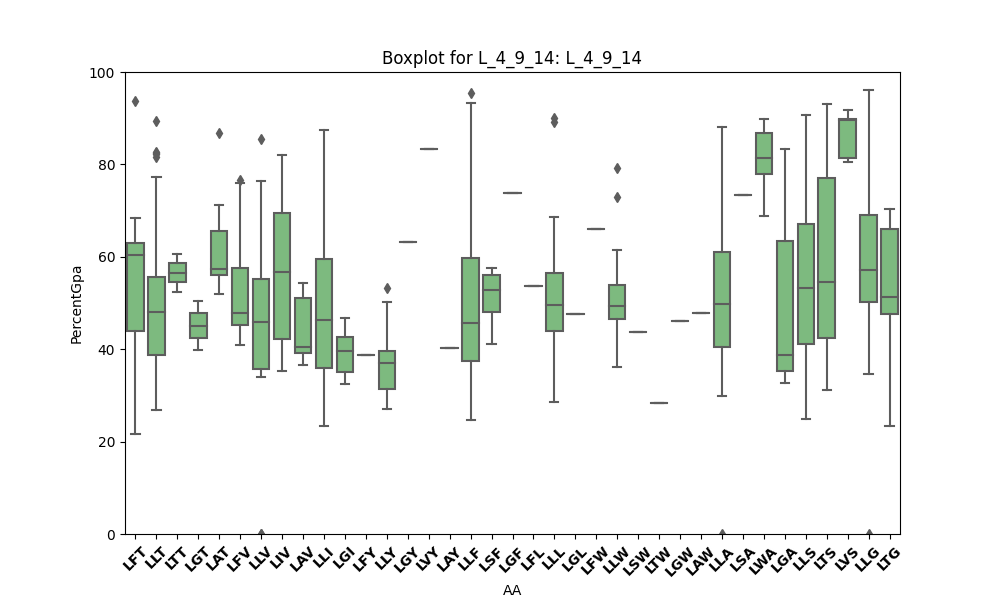 Boxplot for L_4_9_14: L_4_9_14
100
80
60
40
20
0
PercentGpa
LFT LLT LTT LGT LAT LFV LLV LIV LAV LLI LGI LFY LLY LGY LVY LAY LLF LSF LGF LFL LLL LGL LFW LLW LSW LTW LGW LAW LLA LSA LWA LGA LLS LTS LVS LLG LTG
AA